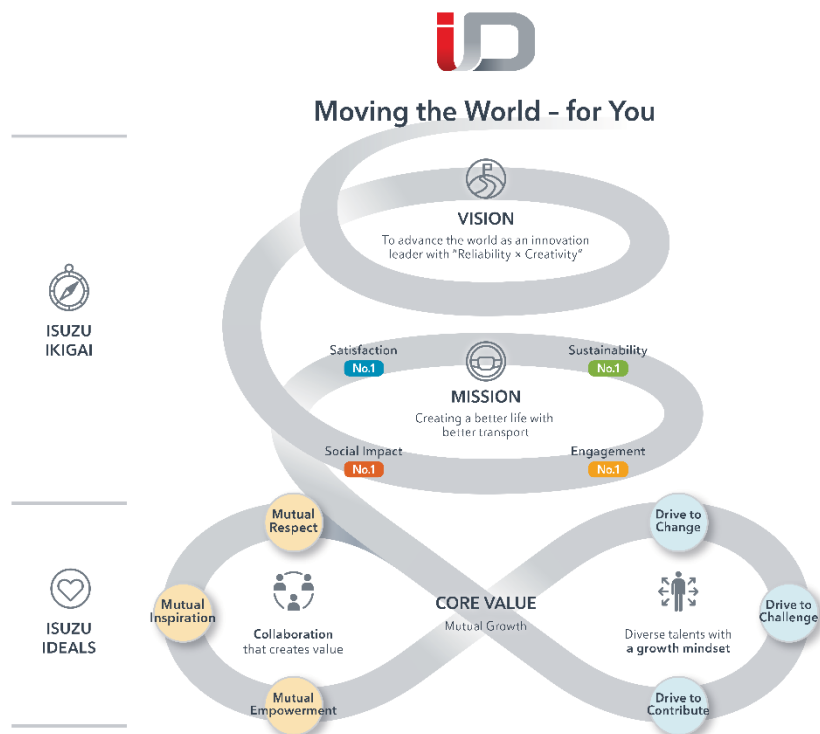 iD
Moving the World – for You
ISUZU
IKIGAI
VISION
To advance the world as an innovation
leader with “Reliability × Creativity”
Satisfaction
No.1
Sustainability
No.1
MISSION
Creating a better life with
better transport
Social Impact
No.1
Engagement
No.1
ISUZU
IDEALS
Mutual
Respect
Mutual
Inspiration
Mutual
Empowerment
Collaboration
that creates value
CORE VALUE
Mutual Growth
Drive to
Change
Drive to
Challenge
Drive to
Contribute
Diverse talents with
a growth mindset